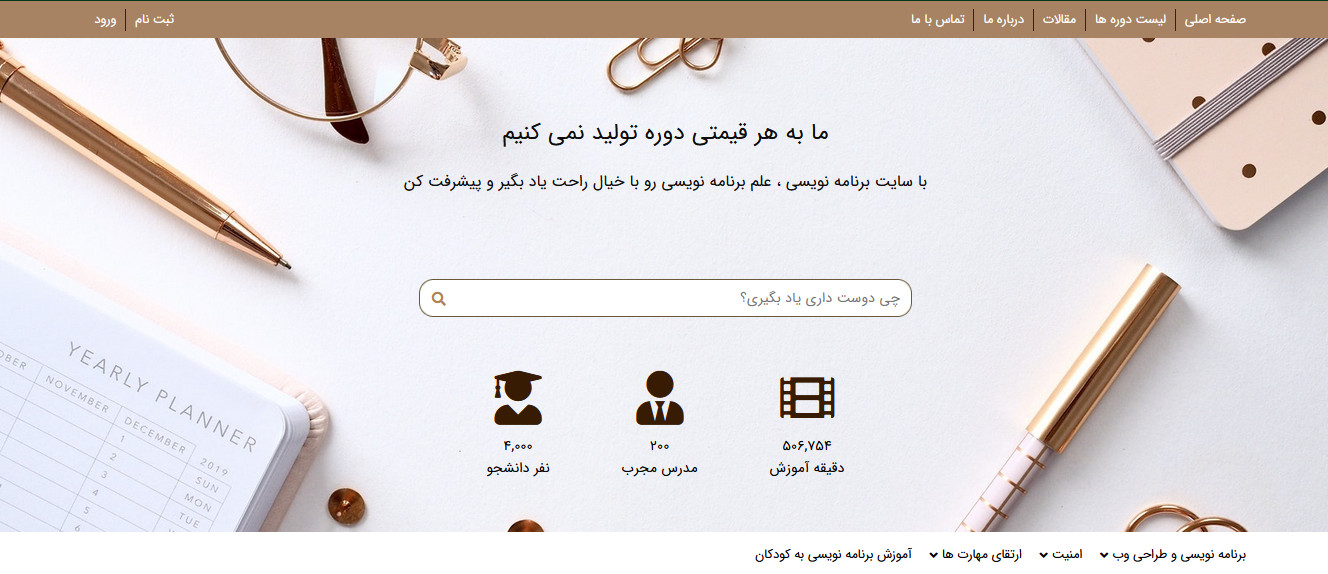 صفحه اصلی
لیست دوره ها
مقالات
درباره ما
تماس با ما
ثبت نام
ورود
ما به هر قیمتی دوره تولید نمی کنیم
با سایت برنامه نویسی ، علم برنامه نویسی رو با خیال راحت یاد بگیر و پیشرفت کن
چی دوست داری یاد بگیری؟
۵۰۶,۷۵۴
دقیقه آموزش
۲۰۰
مدرس مجرب
۴,۰۰۰
نفر دانشجو
YEARLY PLANNER
NOVEMBER
DECEMBER
2019
1
2
3
4
5
6
SUN
MON
TUE
برنامه نویسی و طراحی وب
امنیت
ارتقای مهارت ها
آموزش برنامه نویسی به کودکان